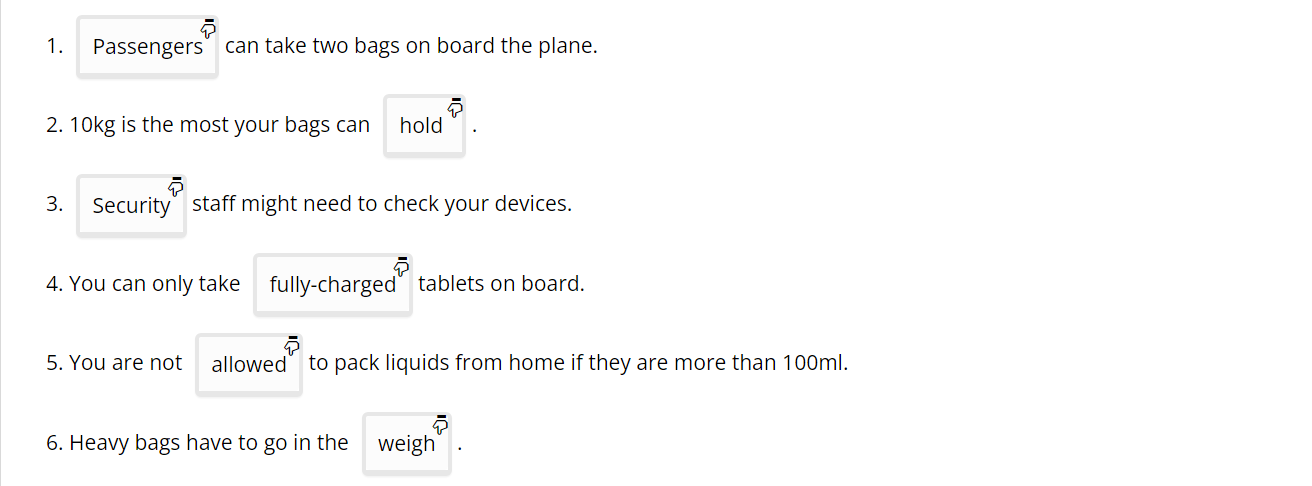 1. Passengers can take two bags on board the plane.
2. 10kg is the most your bags can hold .
3. Security staff might need to check your devices.
4. You can only take fully-charged tablets on board.
5. You are not allowed to pack liquids from home if they are more than 100ml.
6. Heavy bags have to go in the weigh .